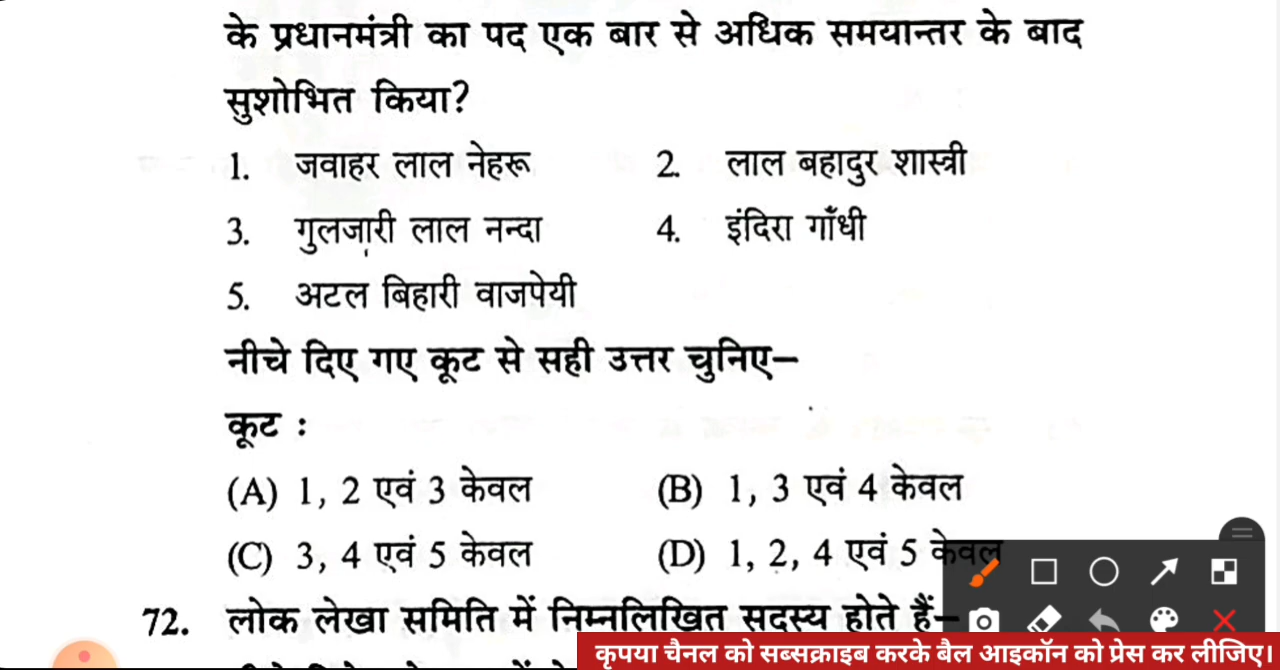 के प्रधानमंत्री का पद एक बार से अधिक समयान्तर के बाद
सुशोभित किया?
1. जवाहर लाल नेहरू 2. लाल बहादुर शास्त्री
3. गुलजारी लाल नन्दा 4. इंदिरा गाँधी
5. अटल बिहारी वाजपेयी
नीचे दिए गए कूट से सही उत्तर चुनिए–
कूट :
(A) 1, 2 एवं 3 केवल (B) 1, 3 एवं 4 केवल
(C) 3, 4 एवं 5 केवल (D) 1, 2, 4 एवं 5 केवल
72. लोक लेखा समिति में निम्नलिखित सदस्य होते हैं–
कृपया चैनल को सब्सक्राइब करके बैल आइकॉन को प्रेस कर लीजिए।